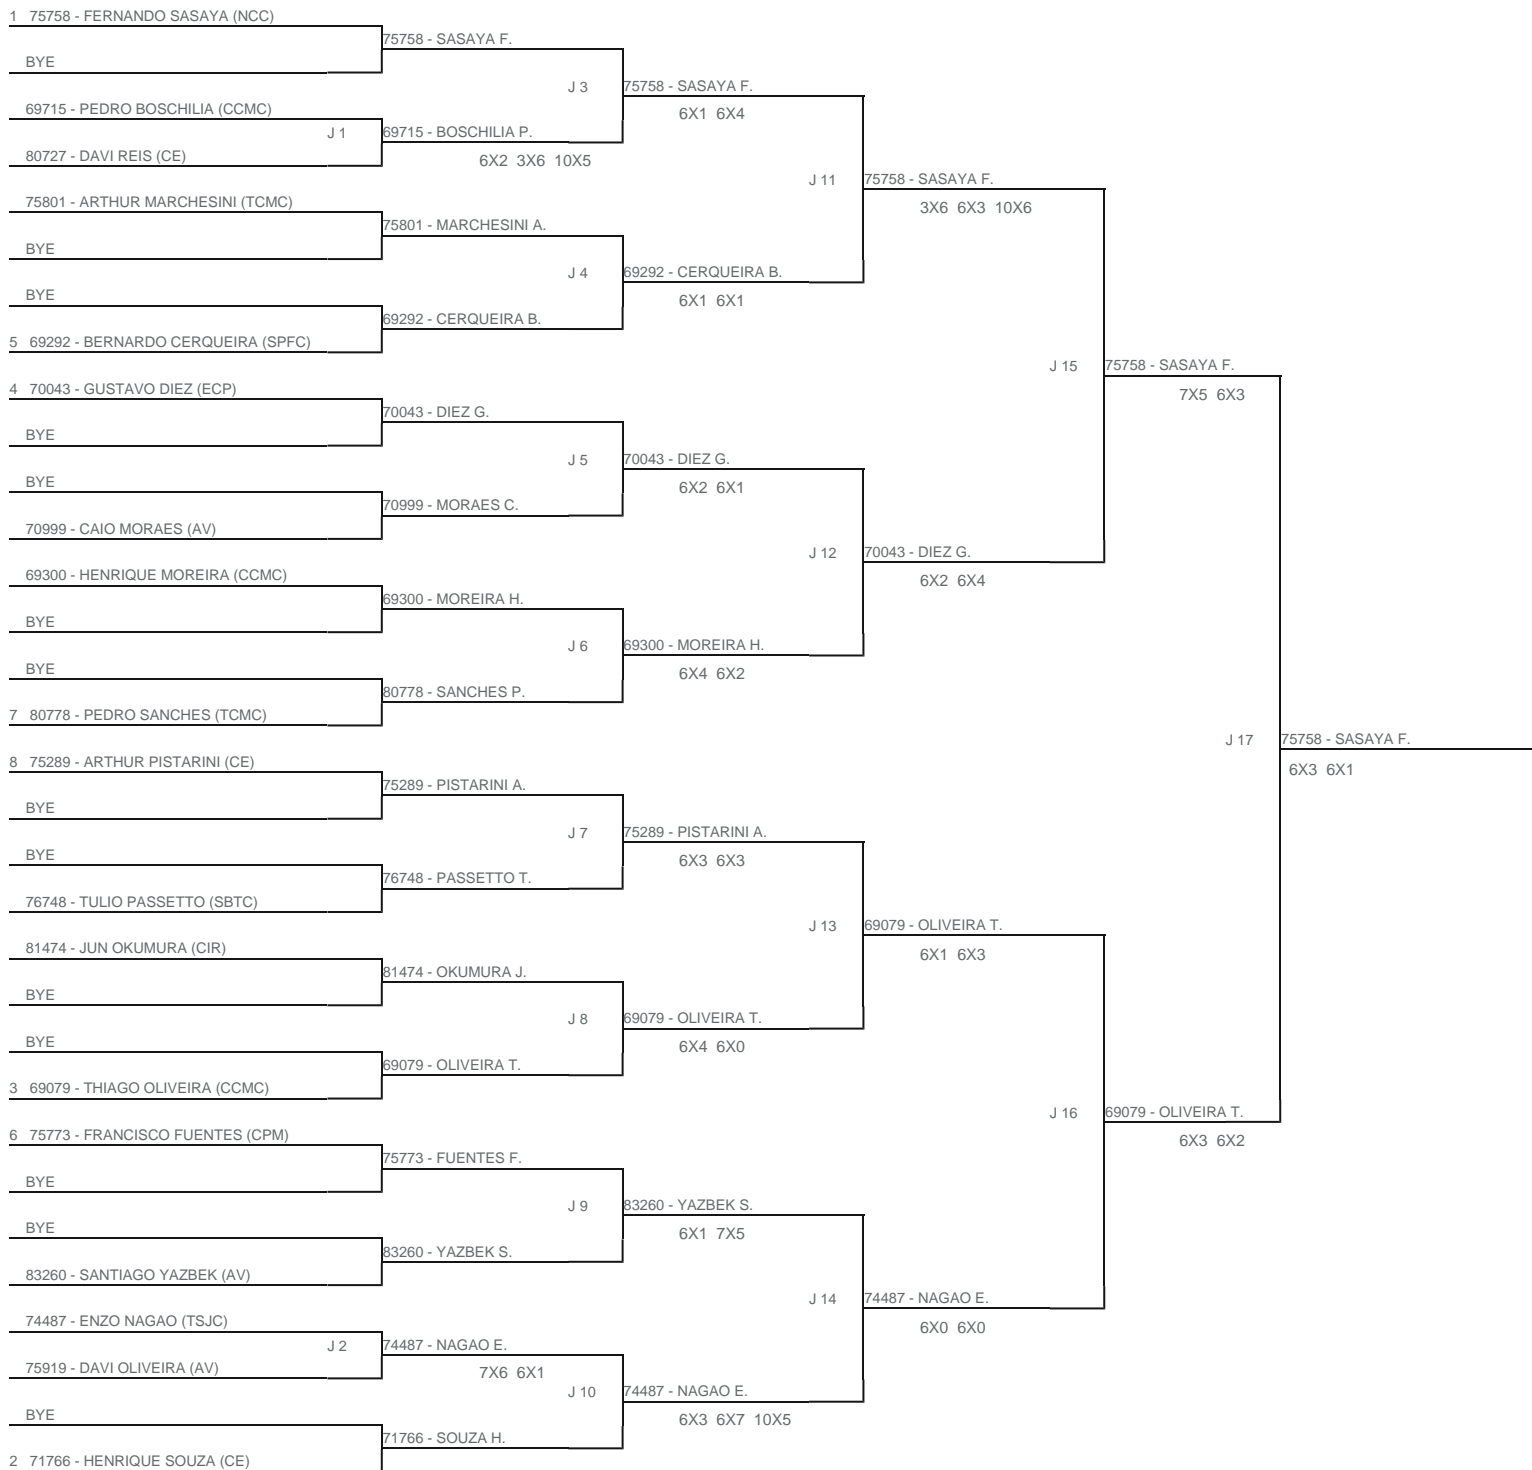 1 75758 - FERNANDO SASAYA (NCC)
75758 - SASAYA F.
BYE
J 3
75758 - SASAYA F.
6X1 6X4
69715 - PEDRO BOSCHILIA (CCMC)
J 1
69715 - BOSCHILIA P.
6X2 3X6 10X5
80727 - DAVI REIS (CE)
J 11
75758 - SASAYA F.
3X6 6X3 10X6
75801 - ARTHUR MARCHESINI (TCMC)
75801 - MARCHESINI A.
BYE
J 4
69292 - CERQUEIRA B.
6X1 6X1
BYE
69292 - CERQUEIRA B.
5 69292 - BERNARDO CERQUEIRA (SPFC)
J 15
75758 - SASAYA F.
7X5 6X3
4 70043 - GUSTAVO DIEZ (ECP)
70043 - DIEZ G.
BYE
J 5
70043 - DIEZ G.
6X2 6X1
BYE
70999 - MORAES C.
70999 - CAIO MORAES (AV)
J 12
70043 - DIEZ G.
6X2 6X4
69300 - HENRIQUE MOREIRA (CCMC)
69300 - MOREIRA H.
BYE
J 6
69300 - MOREIRA H.
6X4 6X2
BYE
80778 - SANCHES P.
7 80778 - PEDRO SANCHES (TCMC)
J 17
75758 - SASAYA F.
6X3 6X1
8 75289 - ARTHUR PISTARINI (CE)
75289 - PISTARINI A.
BYE
J 7
75289 - PISTARINI A.
6X3 6X3
BYE
76748 - PASSETTO T.
76748 - TULIO PASSETTO (SBTC)
J 13
69079 - OLIVEIRA T.
6X1 6X3
81474 - JUN OKUMURA (CIR)
81474 - OKUMURA J.
BYE
J 8
69079 - OLIVEIRA T.
6X4 6X0
BYE
69079 - OLIVEIRA T.
3 69079 - THIAGO OLIVEIRA (CCMC)
J 16
69079 - OLIVEIRA T.
6X3 6X2
6 75773 - FRANCISCO FUENTES (CPM)
75773 - FUENTES F.
BYE
J 9
83260 - YAZBEK S.
6X1 7X5
BYE
83260 - YAZBEK S.
83260 - SANTIAGO YAZBEK (AV)
J 14
74487 - NAGAO E.
6X0 6X0
74487 - ENZO NAGAO (TSJC)
J 2
74487 - NAGAO E.
7X6 6X1
75919 - DAVI OLIVEIRA (AV)
J 10
74487 - NAGAO E.
6X3 6X7 10X5
BYE
71766 - SOUZA H.
2 71766 - HENRIQUE SOUZA (CE)